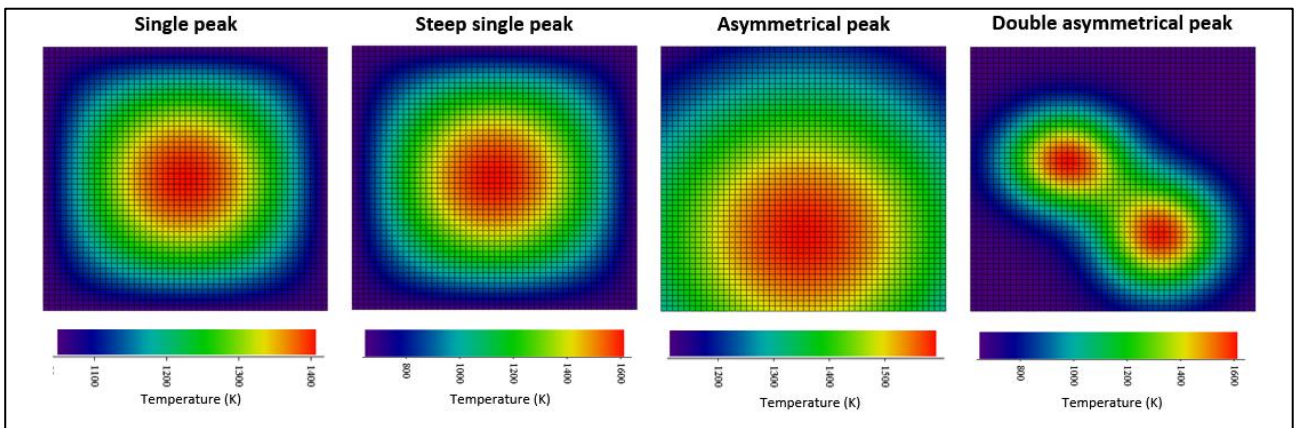 Single peak Steep single peak Asymmetrical peak Double asymmetrical peak
1100 1200 1300 1400 800 1000 1200 1400 1600 1200 1300 1400 1500 800 1000 1200 1400 1600
Temperature (K) Temperature (K) Temperature (K) Temperature (K)